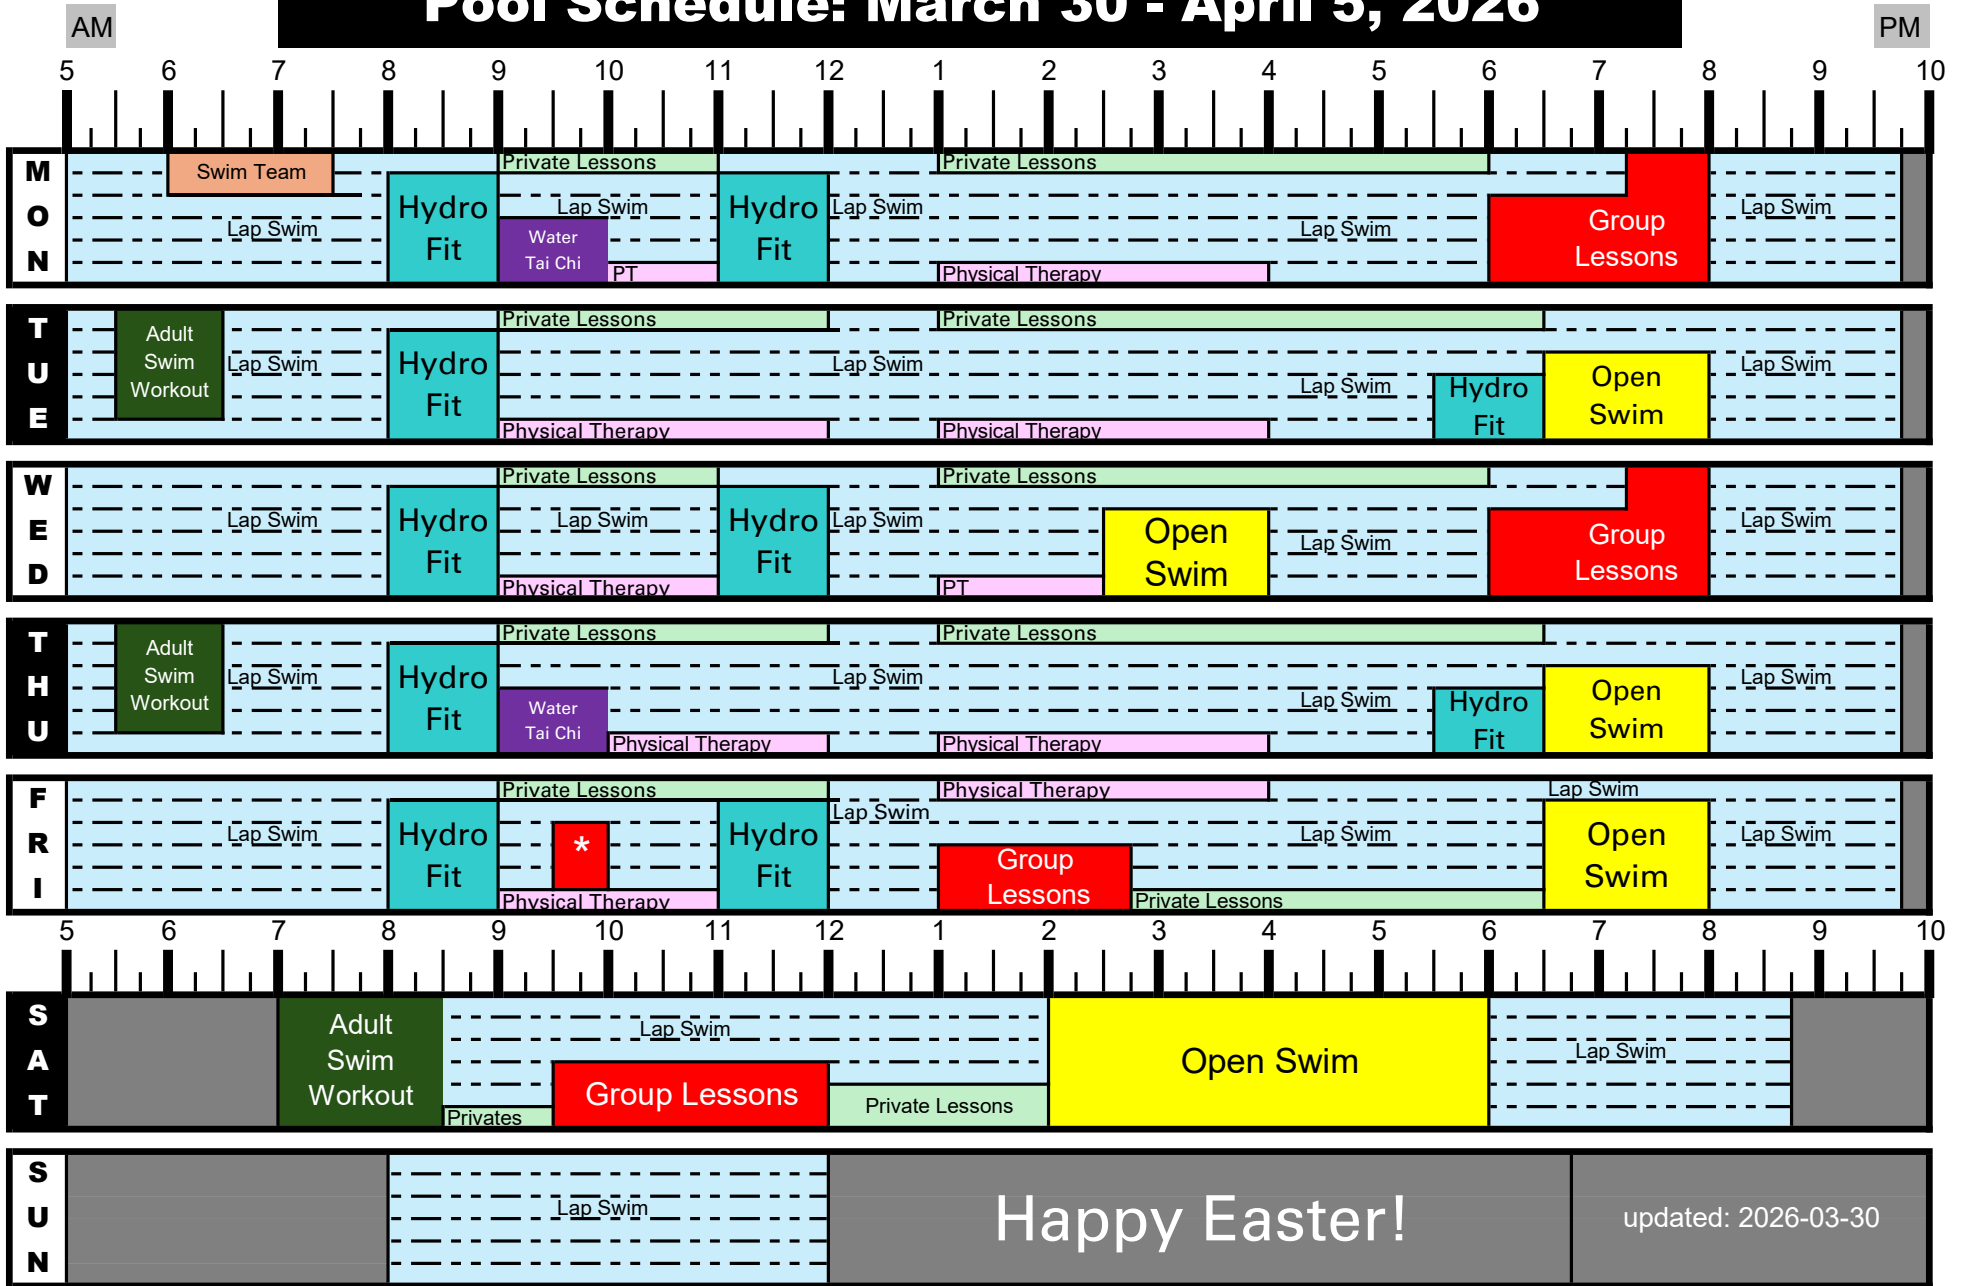 Pool Schedule: March 30 - April 5, 2026
AM
PM
5 6 7 8 9 10 11 12 1 2 3 4 5 6 7 8 9 10
MON
Swim Team
Lap Swim
Hydro
Fit
Private Lessons
Lap Swim
Water
Tai Chi
PT
Hydro
Fit
Lap Swim
Private Lessons
Physical Therapy
Lap Swim
Group
Lessons
Lap Swim
TUE
Adult
Swim
Workout
Lap Swim
Hydro
Fit
Private Lessons
Physical Therapy
Lap Swim
Private Lessons
Physical Therapy
Lap Swim
Hydro
Fit
Open
Swim
Lap Swim
WED
Lap Swim
Hydro
Fit
Private Lessons
Lap Swim
Physical Therapy
Hydro
Fit
Lap Swim
Private Lessons
PT
Open
Swim
Lap Swim
Group
Lessons
Lap Swim
THU
Adult
Swim
Workout
Lap Swim
Hydro
Fit
Private Lessons
Water
Tai Chi
Physical Therapy
Lap Swim
Private Lessons
Physical Therapy
Lap Swim
Hydro
Fit
Open
Swim
Lap Swim
FRI
Lap Swim
Hydro
Fit
Private Lessons
*
Physical Therapy
Hydro
Fit
Lap Swim
Physical Therapy
Group
Lessons
Private Lessons
Lap Swim
Lap Swim
Open
Swim
Lap Swim
5 6 7 8 9 10 11 12 1 2 3 4 5 6 7 8 9 10
SAT
Adult
Swim
Workout
Lap Swim
Privates
Group Lessons
Private Lessons
Open Swim
Lap Swim
SUN
Lap Swim
Happy Easter!
updated: 2026-03-30